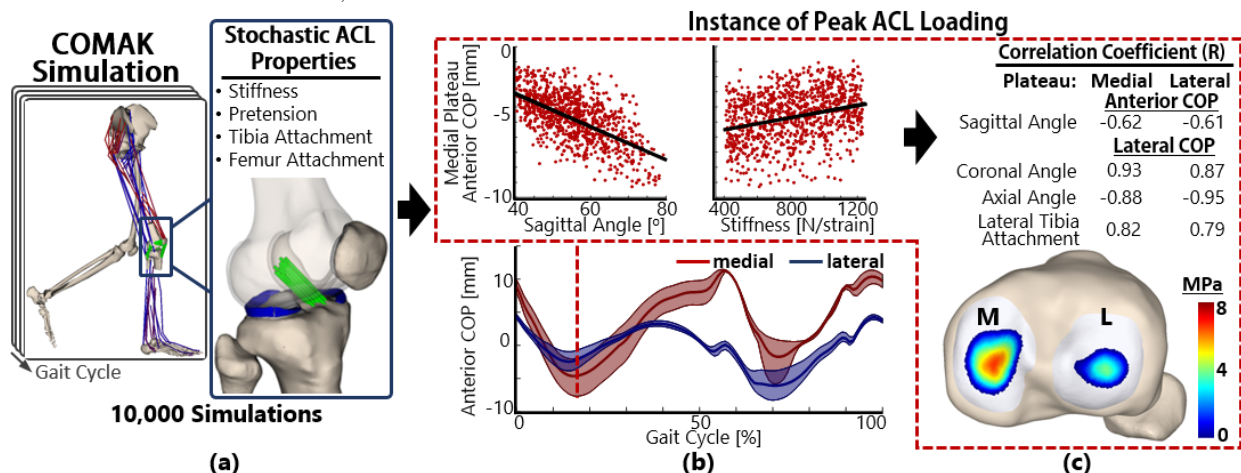 COMAK
Simulation
Gait Cycle
10,000 Simulations
Stochastic ACL
Properties
• Stiffness
• Pretension
• Tibia Attachment
• Femur Attachment
(a)
Instance of Peak ACL Loading
Medial Plateau
Anterior COP [mm]
0
-5
-10
40
60
80
Sagittal Angle [º]
400
800
1200
Stiffness [N/strain]
medial
lateral
Anterior COP [mm]
10
0
-10
0
50
100
Gait Cycle [%]
(b)
Correlation Coefficient (R)
Plateau: Medial Lateral
Anterior COP
Sagittal Angle -0.62 -0.61
Lateral COP
Coronal Angle 0.93 0.87
Axial Angle -0.88 -0.95
Lateral Tibia
Attachment 0.82 0.79
M
L
MPa
8
4
0
(c)